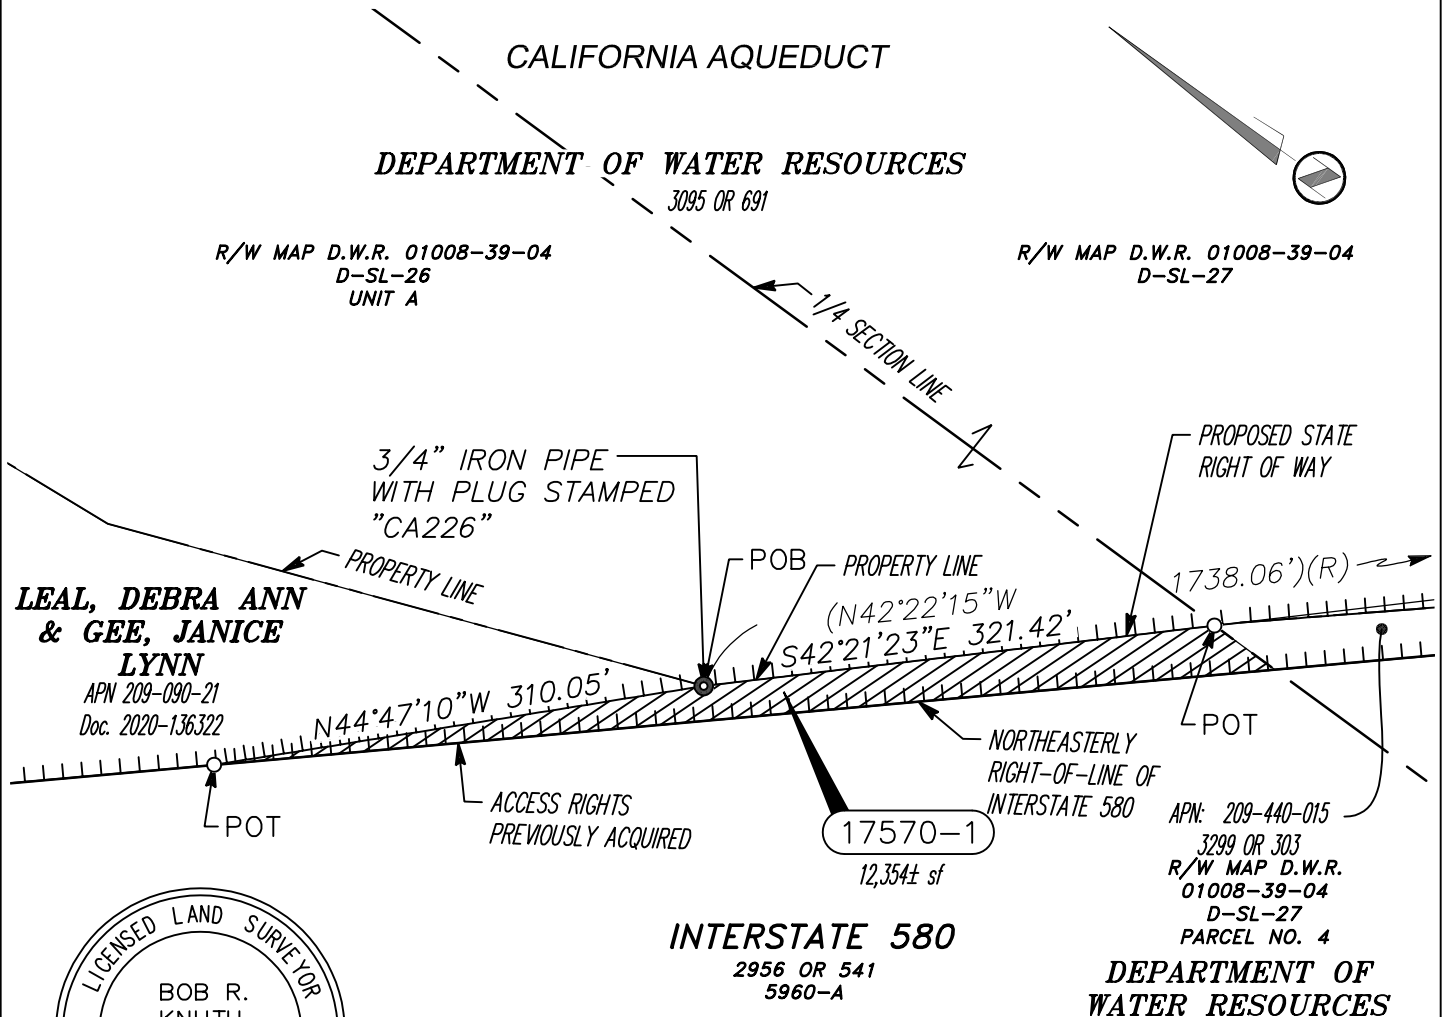 CALIFORNIA AQUEDUCT
DEPARTMENT OF WATER RESOURCES
3095 OR 691
R/W MAP D.W.R. 01008-39-04
D-SL-26
UNIT A
R/W MAP D.W.R. 01008-39-04
D-SL-27
1/4 SECTION LINE
PROPOSED STATE
RIGHT OF WAY
3/4" IRON PIPE
WITH PLUG STAMPED
"CA226"
PROPERTY LINE
POB
PROPERTY LINE
1738.06')(R)
(N42°22'15"W
S42°21'23"E 321.42'
LEAL, DEBRA ANN
& GEE, JANICE
LYNN
APN 209-090-21
Doc. 2020-136322
N44°47'10"W 310.05'
POT
POT
ACCESS RIGHTS
PREVIOUSLY ACQUIRED
NORTHEASTERLY
RIGHT-OF-LINE OF
INTERSTATE 580
17570-1
12,354± sf
APN: 209-440-015
3299 OR 303
R/W MAP D.W.R.
01008-39-04
D-SL-27
PARCEL NO. 4
DEPARTMENT OF
WATER RESOURCES
INTERSTATE 580
2956 OR 541
5960-A
LICENSED LAND SURVEYOR
BOB R.
KNUTH